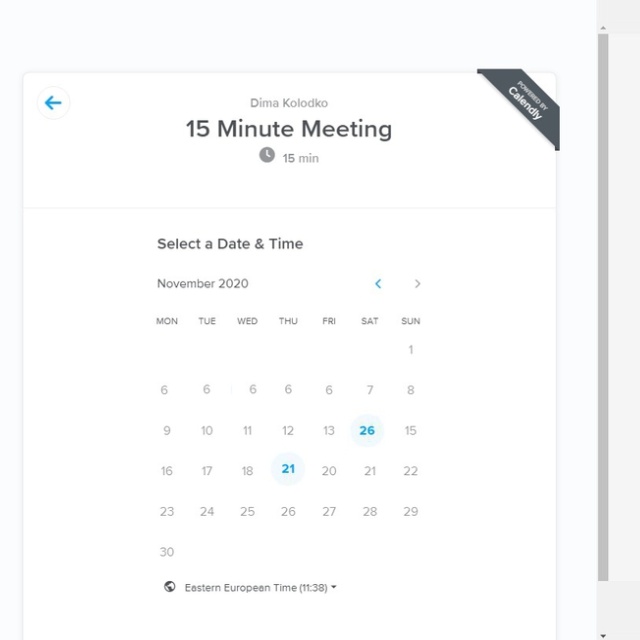 POWERED BY
Calendly
Dima Kolodko
15 Minute Meeting
15 min
Select a Date & Time
November 2020
MON TUE WED THU FRI SAT SUN
1
6 6 6 6 6 7 8
9 10 11 12 13 26 15
16 17 18 21 20 21 22
23 24 25 26 27 28 29
30
Eastern European Time (11:38)